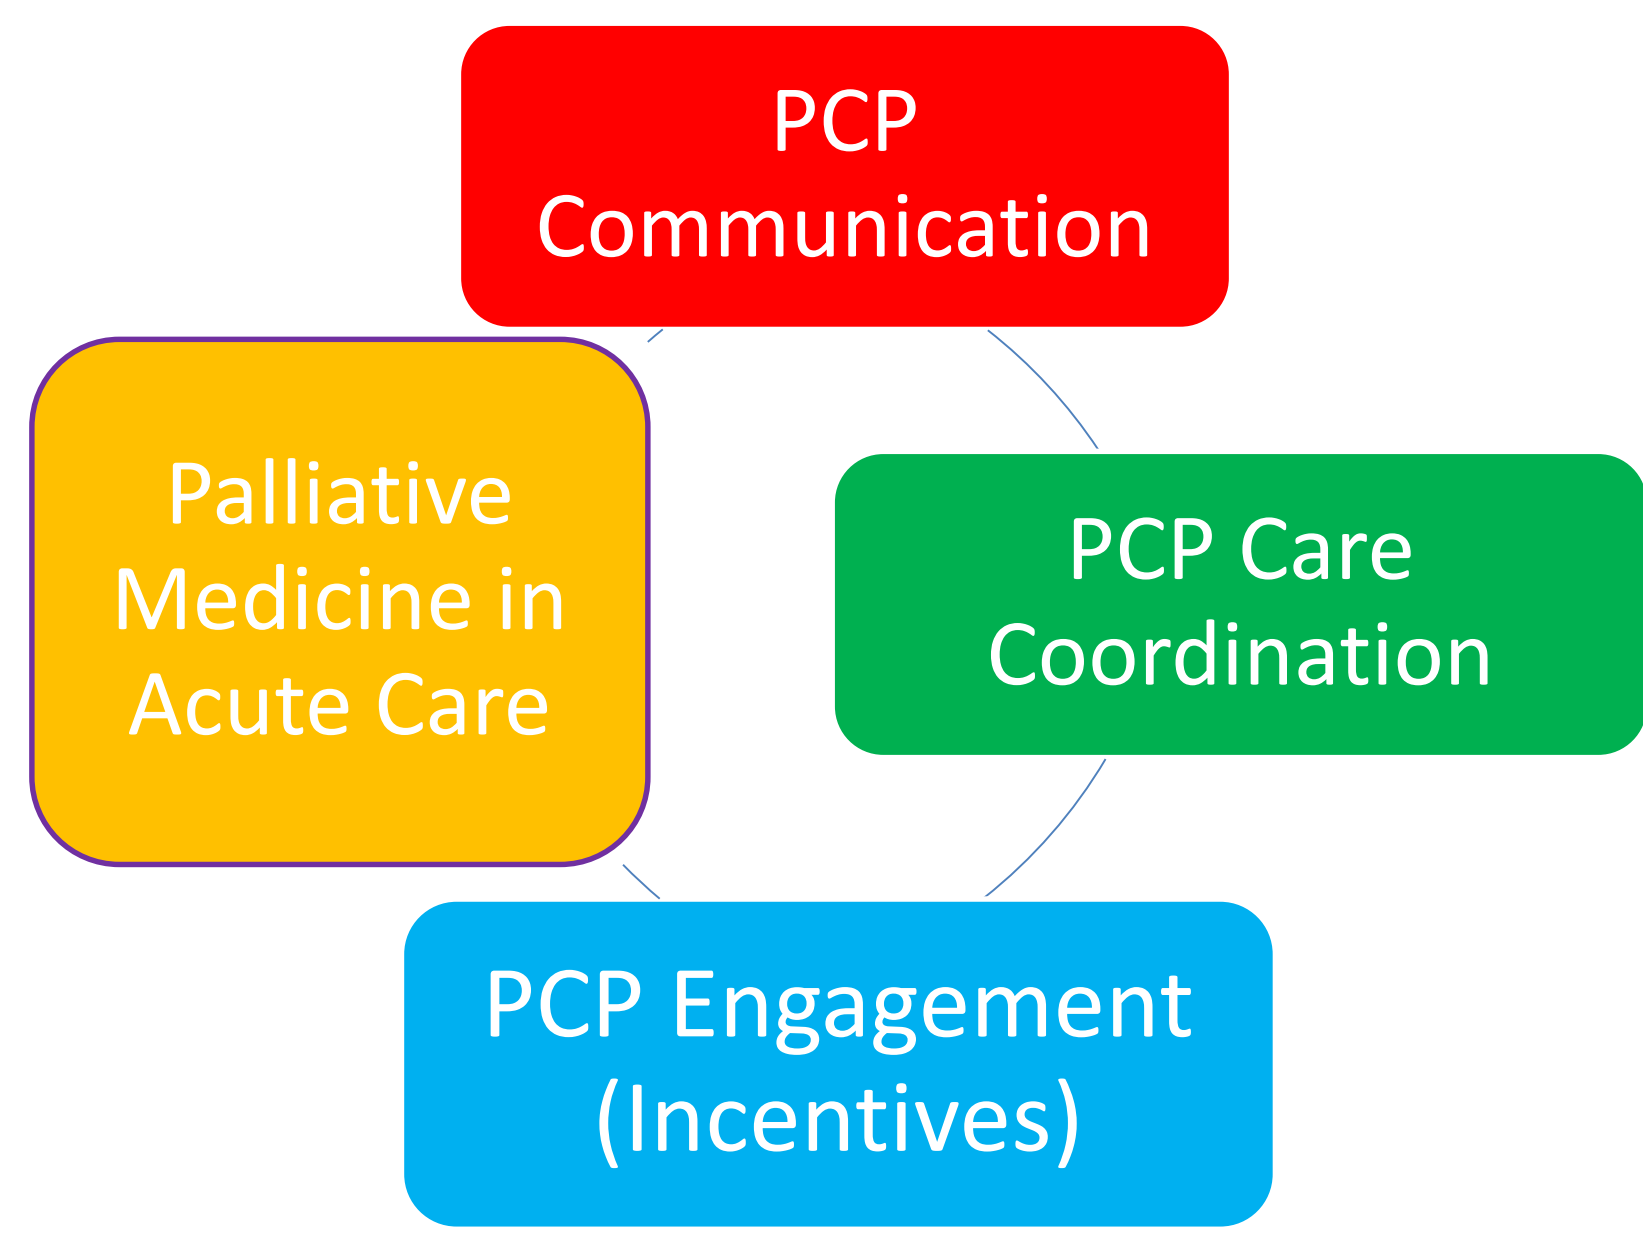 PCP
Communication
Palliative
Medicine in
Acute Care
PCP Care
Coordination
PCP Engagement
(Incentives)